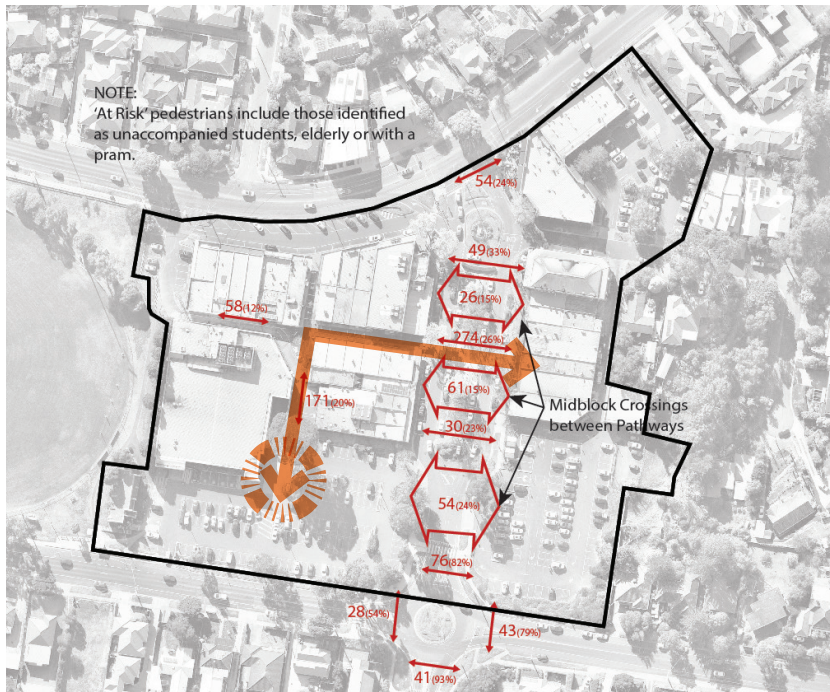 NOTE:
‘At Risk’ pedestrians include those identified
as unaccompanied students, elderly or with a
pram.
54(24%)
49(33%)
26(15%)
58(12%)
274(26%)
61(15%)
171(20%)
Midblock Crossings
between Pathways
30(23%)
54(24%)
76(82%)
28(54%)
43(79%)
41(93%)